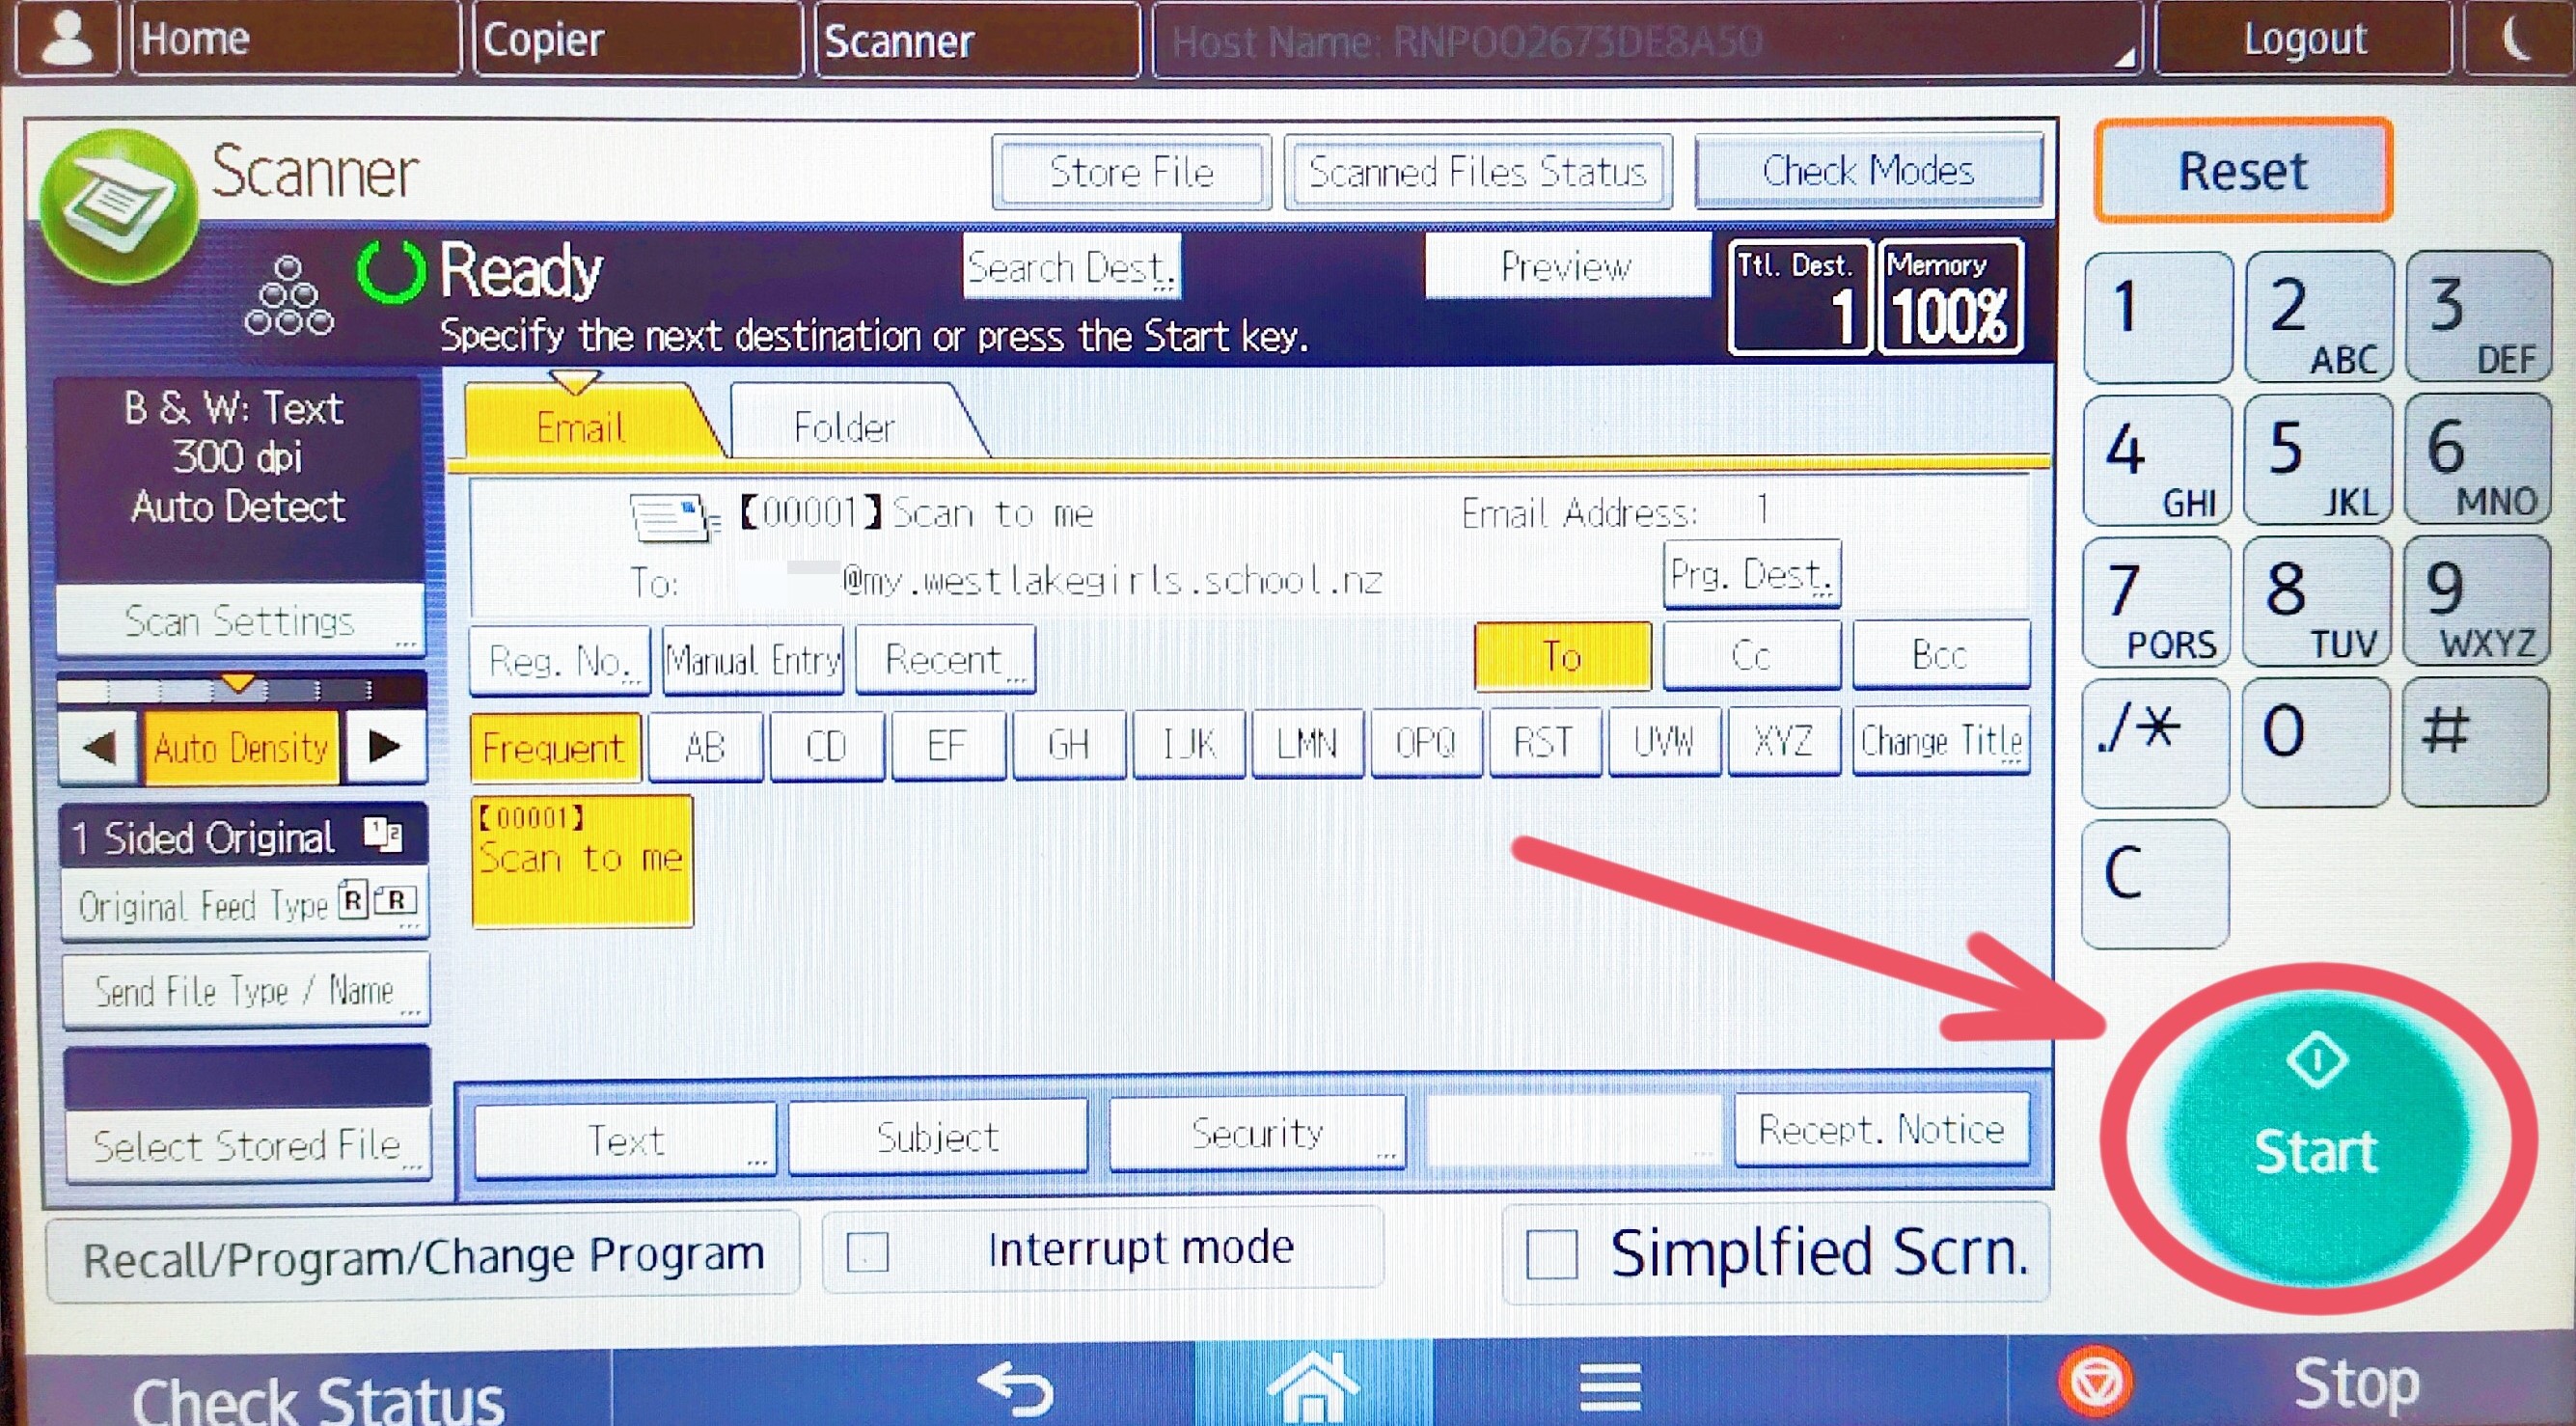 Home
Copier
Scanner
Host Name: RNP002673DE8A50
Logout
Scanner
Store File
Scanned Files Status
Check Modes
Reset
Ready
Search Dest.
Preview
Ttl. Dest.
1
Memory
100%
Specify the next destination or press the Start key.
1
2 ABC
3 DEF
B & W: Text
300 dpi
Auto Detect
Email
Folder
4 GHI
5 JKL
6 MNO
【00001】Scan to me
Email Address: 1
To: @my.westlakegirls.school.nz
Prg. Dest.
Scan Settings
Reg. No.
Manual Entry
Recent
To
Cc
Bcc
7 PQRS
8 TUV
9 WXYZ
Auto Density
Frequent
AB
CD
EF
GH
IJK
LMN
OPQ
RST
UVW
XYZ
Change Title
./*
0
#
【00001】
Scan to me
1 Sided Original
1 2
Original Feed Type R R
C
Send File Type / Name
Select Stored File
Text
Subject
Security
Recept. Notice
Start
Recall/Program/Change Program
Interrupt mode
Simplfied Scrn.
Check Status
Stop